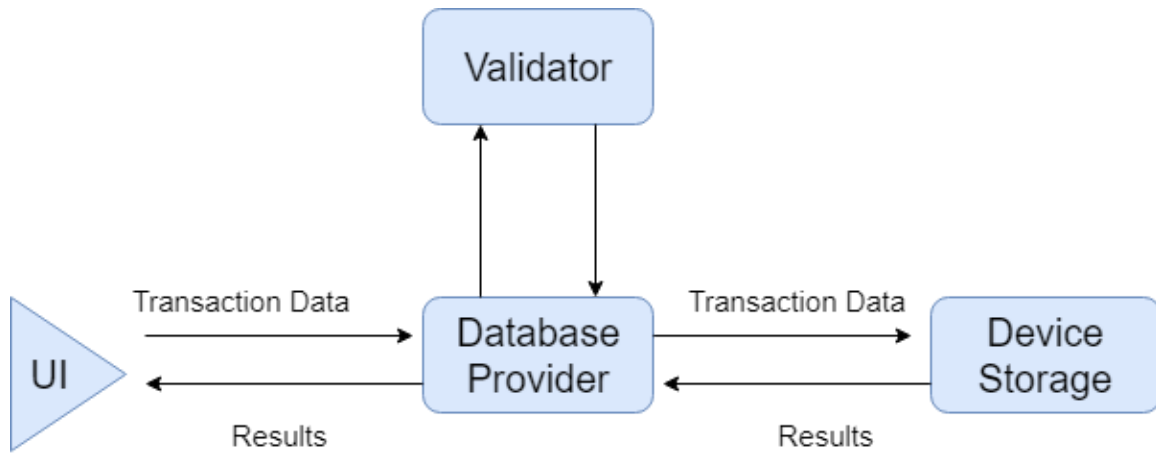 Validator
Transaction Data
Transaction Data
UI
Database
Provider
Device
Storage
Results
Results